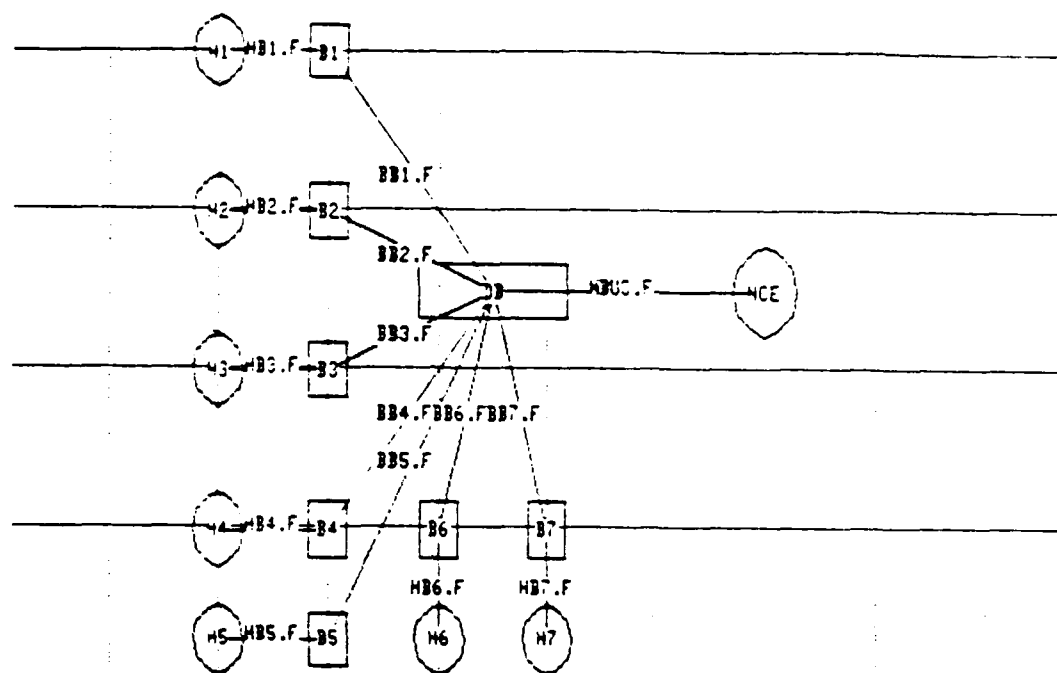 H1 HB1.F B1
BB1.F
H2 HB2.F B2
BB2.F
BB3.F
H3 HB3.F B3
BB4.F BB6.F BB7.F
BB5.F
H4 HB4.F B4 B6 B7
HB6.F HB7.F
H5 HB5.F B5 H6 H7